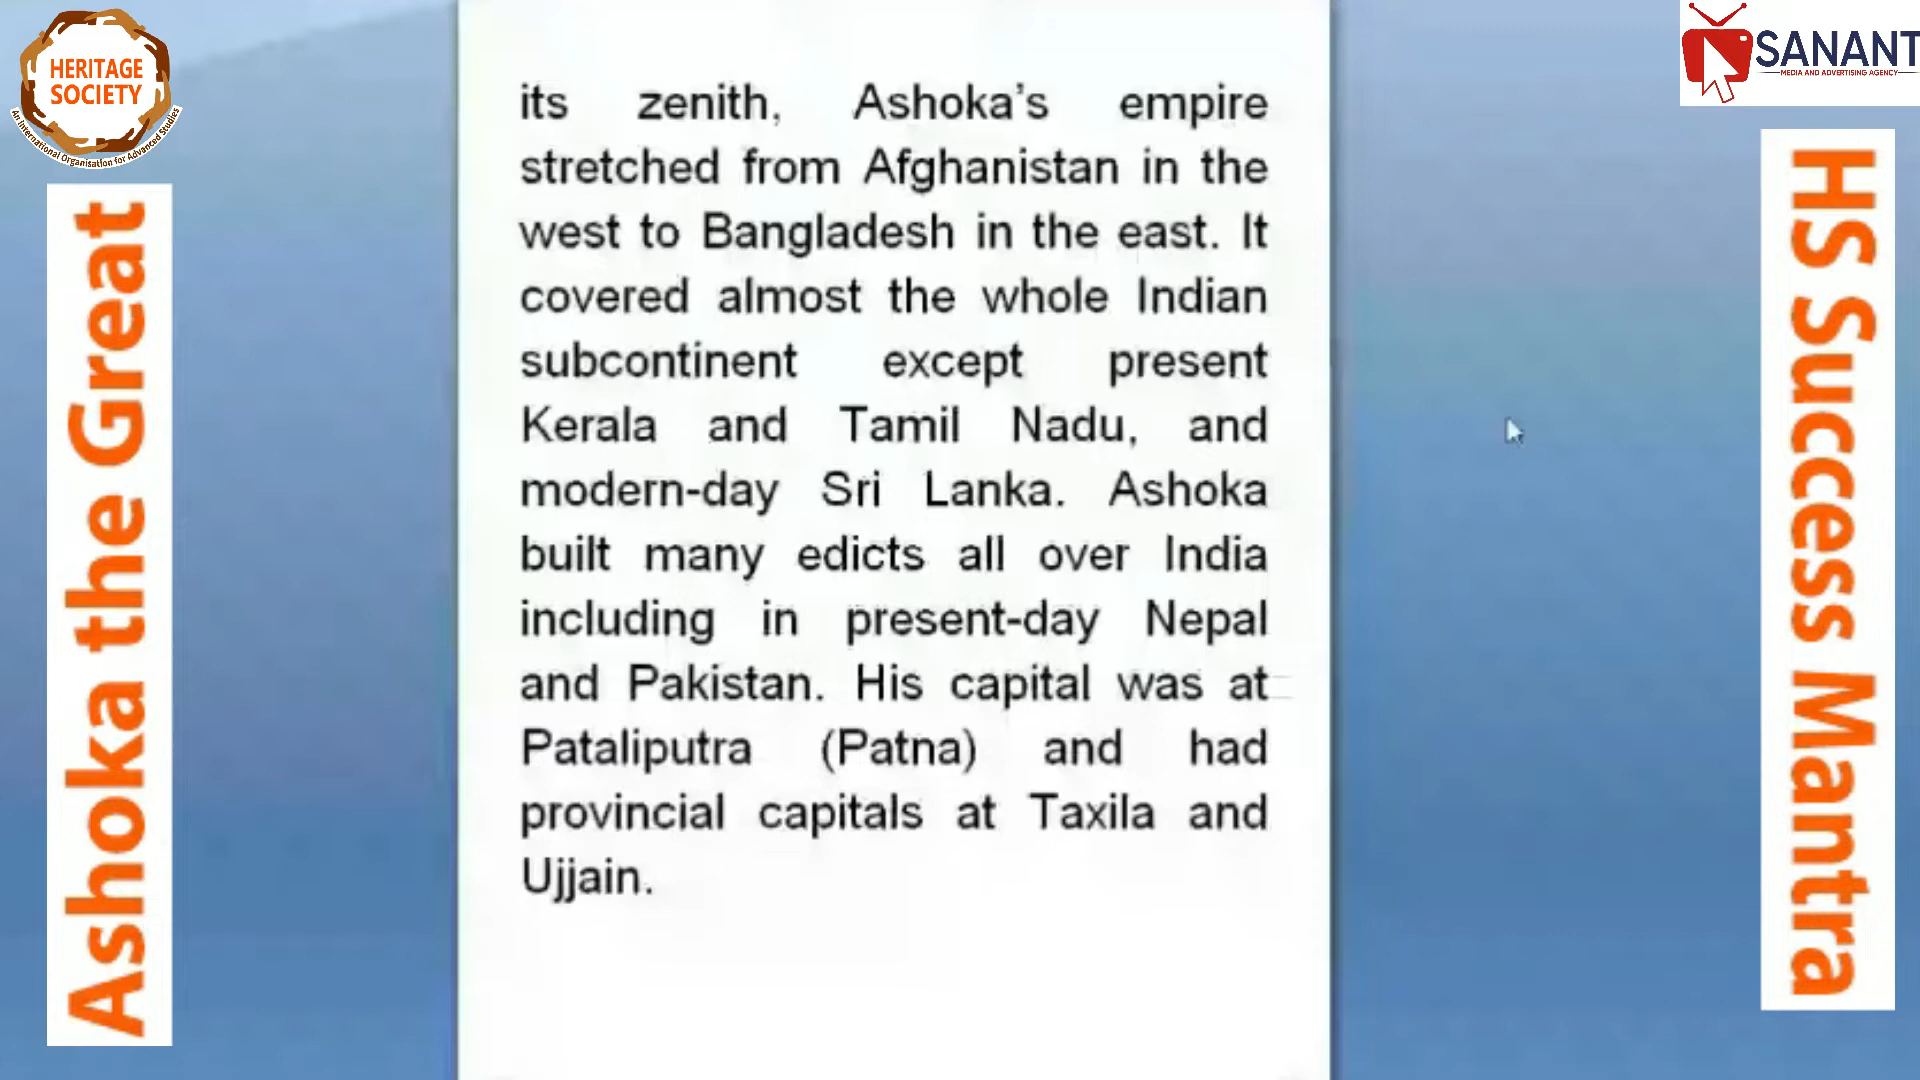 HERITAGE
SOCIETY
An International Organisation for Advanced Studies
Ashoka the Great
its zenith, Ashoka's empire
stretched from Afghanistan in the
west to Bangladesh in the east. It
covered almost the whole Indian
subcontinent except present
Kerala and Tamil Nadu, and
modern-day Sri Lanka. Ashoka
built many edicts all over India
including in present-day Nepal
and Pakistan. His capital was at
Pataliputra (Patna) and had
provincial capitals at Taxila and
Ujjain.
SANANT
MEDIA AND ADVERTISING AGENCY
HS Success Mantra